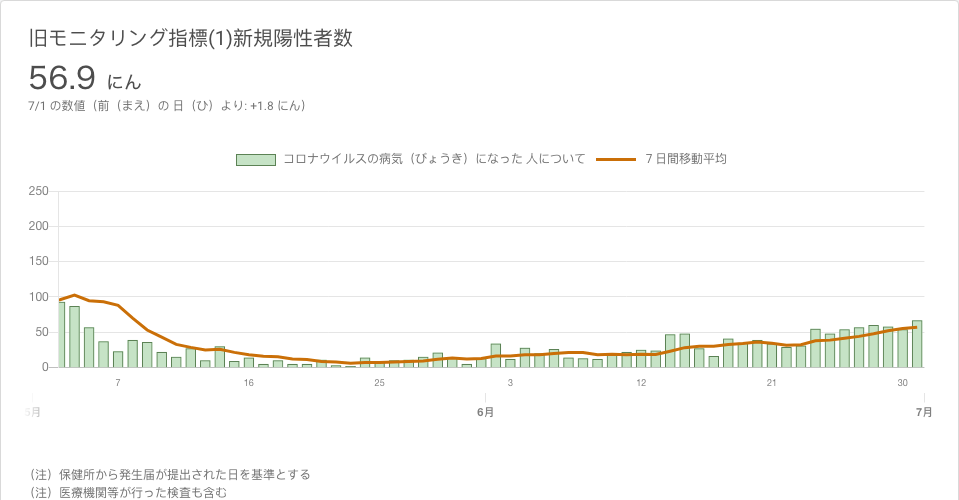 旧モニタリング指標(1)新規陽性者数
56.9 にん
7/1 の数値（前（まえ）の 日（ひ）より: +1.8 にん）
コロナウイルスの病気（びょうき）になった 人について
７日間移動平均
250
200
150
100
50
0
7 16 25 3 12 21 30
5月 6月 7月
（注）保健所から発生届が提出された日を基準とする
（注）医療機関等が行った検査も含む